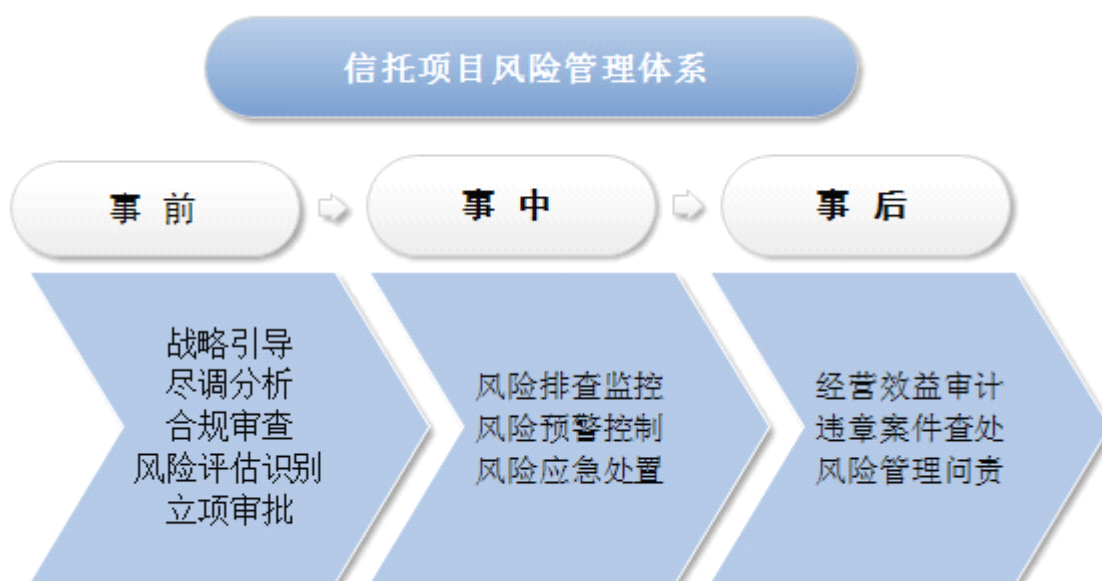 信托项目风险管理体系
事 前
事 中
事 后
战略引导
尽调分析
合规审查
风险评估识别
立项审批
风险排查监控
风险预警控制
风险应急处置
经营效益审计
违章案件查处
风险管理问责